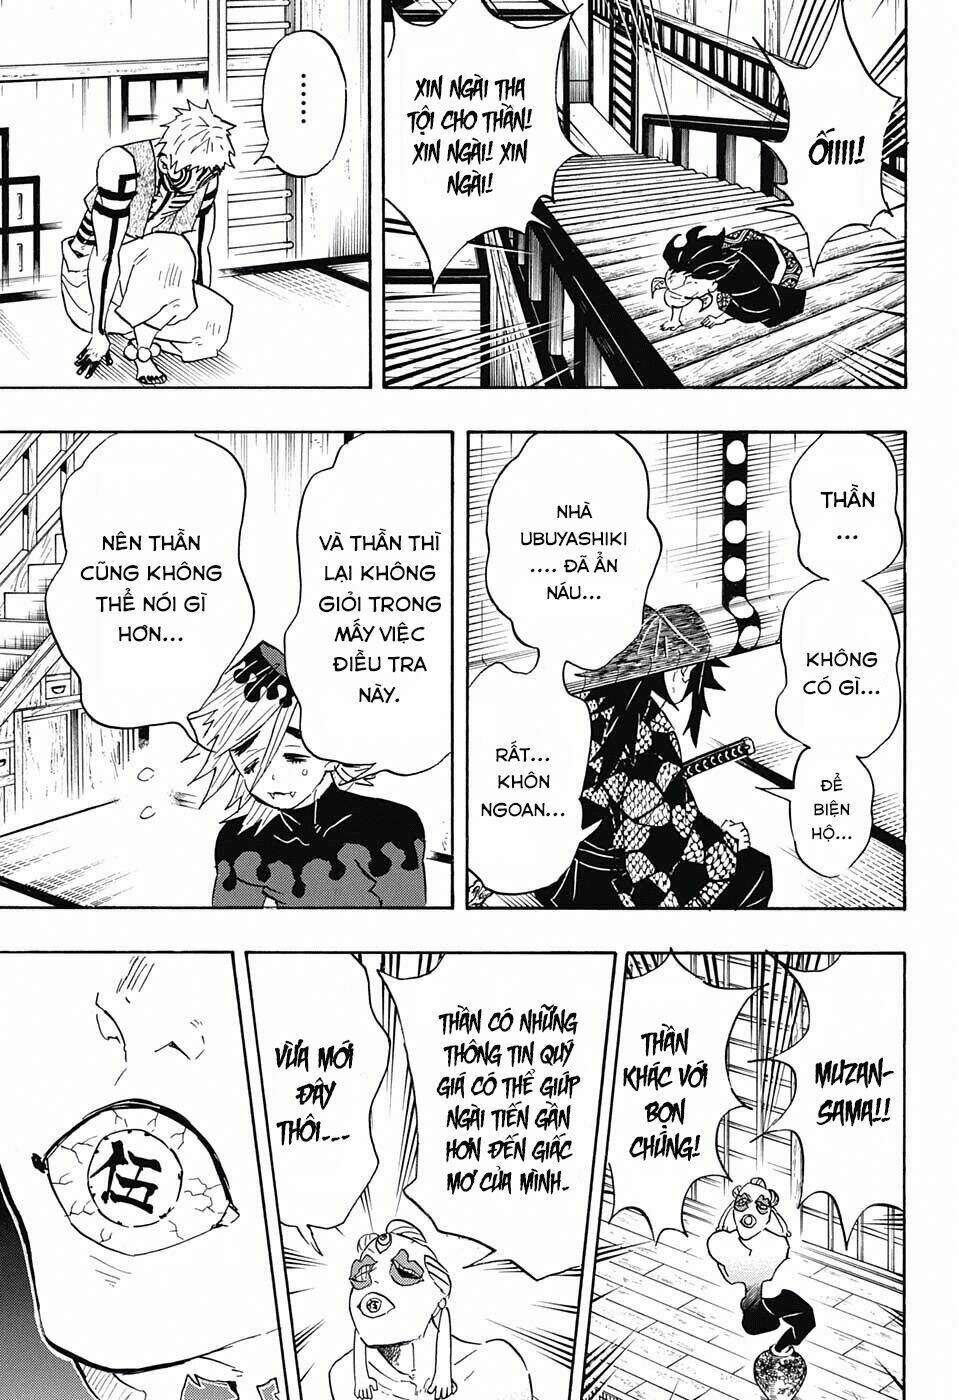 ỐIIII!
XIN NGÀI THA
TỘI CHO THẦN!
XIN NGÀI! XIN
NGÀI!
......
THẦN
...
KHÔNG
CÓ GÌ...
ĐỂ
BIỆN
HỘ...
NHÀ
UBUYASHIKI
.... ĐÃ ẨN
NÁU...
RẤT...
KHÔN
NGOAN...
VÀ THẦN THÌ
LẠI KHÔNG
GIỎI TRONG
MẤY VIỆC
ĐIỀU TRA
NÀY.
NÊN THẦN
CŨNG KHÔNG
THỂ NÓI GÌ
HƠN...
MUZAN-
SAMA!!
THẦN
KHÁC VỚI
BỌN
CHÚNG!
THẦN CÓ NHỮNG
THÔNG TIN QUÝ
GIÁ CÓ THỂ GIÚP
NGÀI TIẾN GẦN
HƠN ĐẾN GIẤC
MƠ CỦA MÌNH..
VỪA MỚI
ĐÂY
THÔI...
伍
伍